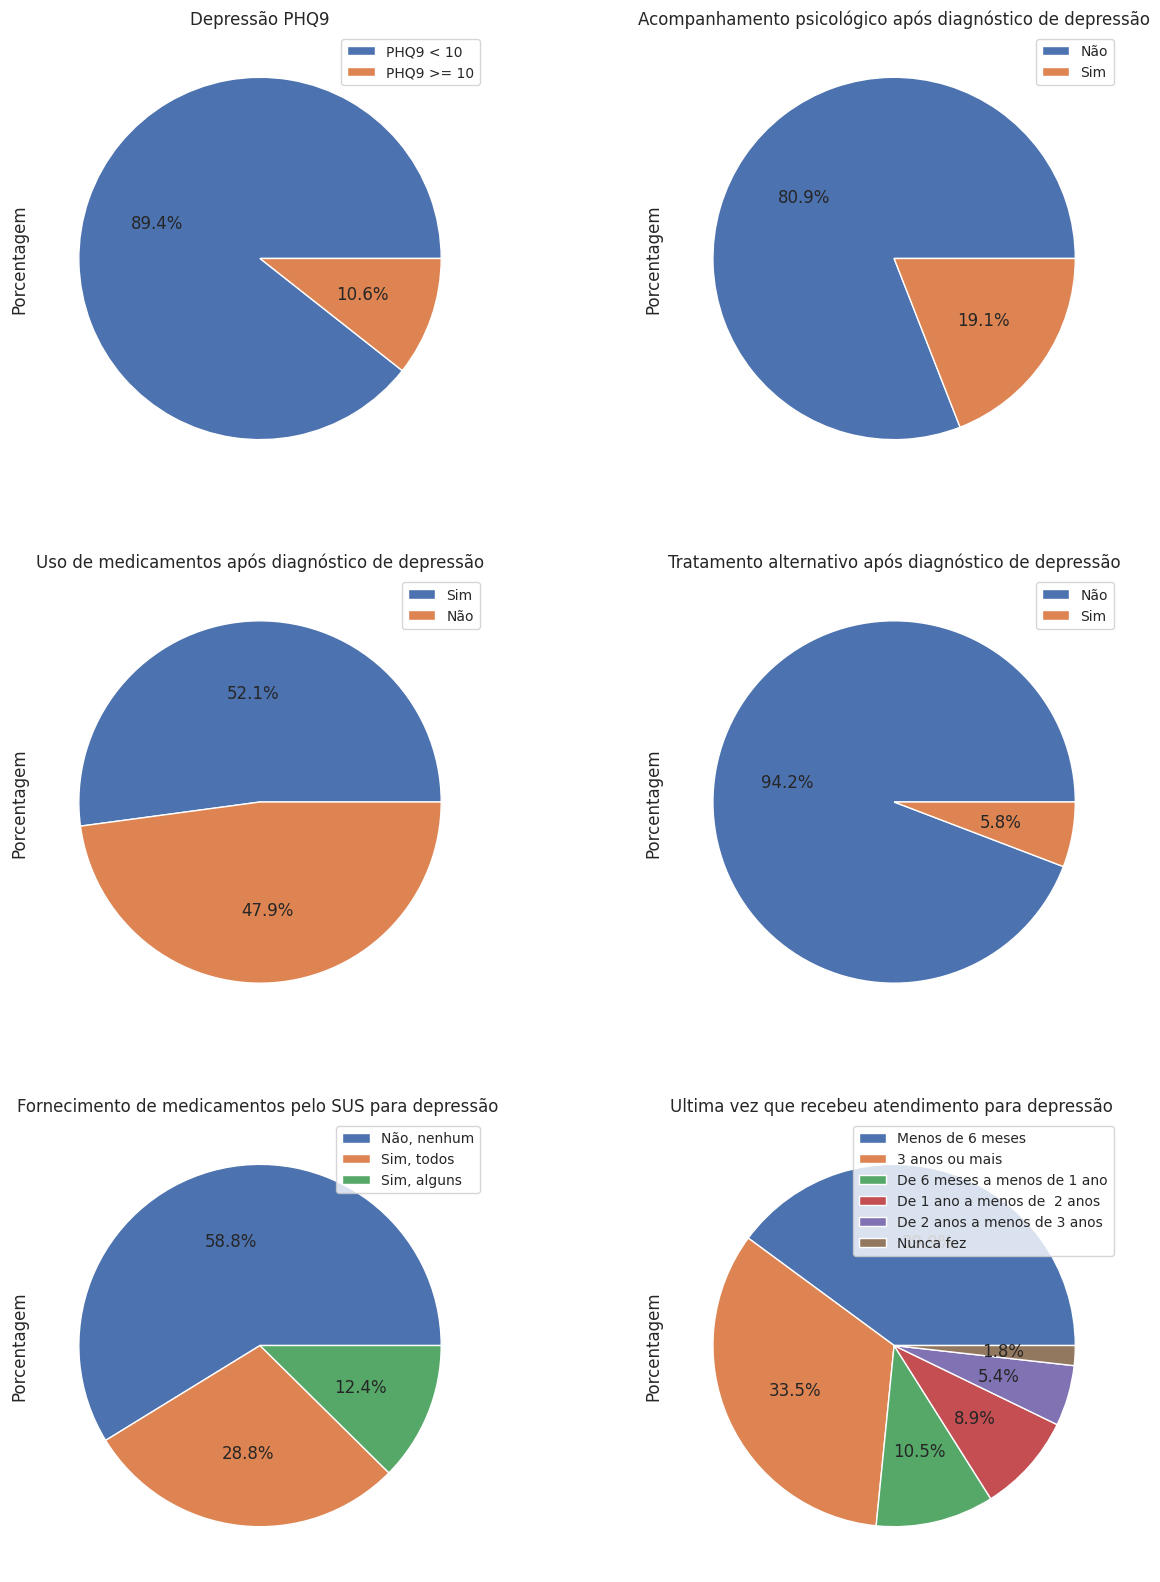 Depressão PHQ9
PHQ9 < 10
PHQ9 >= 10
Porcentagem
89.4%
10.6%
Acompanhamento psicológico após diagnóstico de depressão
Não
Sim
Porcentagem
80.9%
19.1%
Uso de medicamentos após diagnóstico de depressão
Sim
Não
Porcentagem
52.1%
47.9%
Tratamento alternativo após diagnóstico de depressão
Não
Sim
Porcentagem
94.2%
5.8%
Fornecimento de medicamentos pelo SUS para depressão
Não, nenhum
Sim, todos
Sim, alguns
Porcentagem
58.8%
28.8%
12.4%
Ultima vez que recebeu atendimento para depressão
Menos de 6 meses
3 anos ou mais
De 6 meses a menos de 1 ano
De 1 ano a menos de  2 anos
De 2 anos a menos de 3 anos
Nunca fez
Porcentagem
33.5%
10.5%
8.9%
5.4%
1.8%